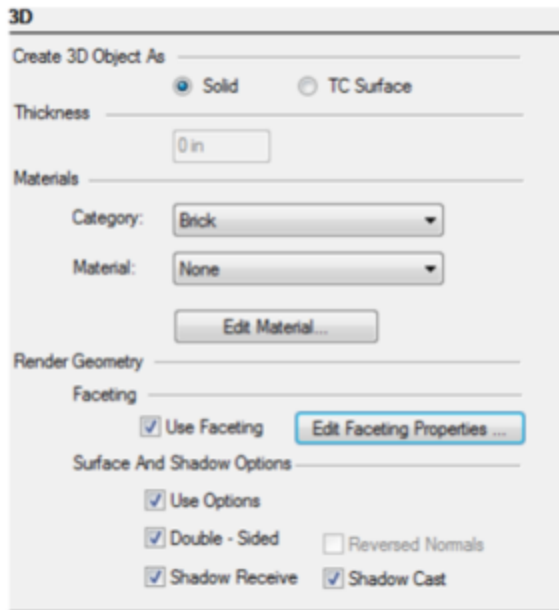 3D
Create 3D Object As
Solid TC Surface
Thickness
0 in
Materials
Category: Brick
Material: None
Edit Material...
Render Geometry
Faceting
Use Faceting Edit Faceting Properties ...
Surface And Shadow Options
Use Options
Double - Sided Reversed Normals
Shadow Receive Shadow Cast